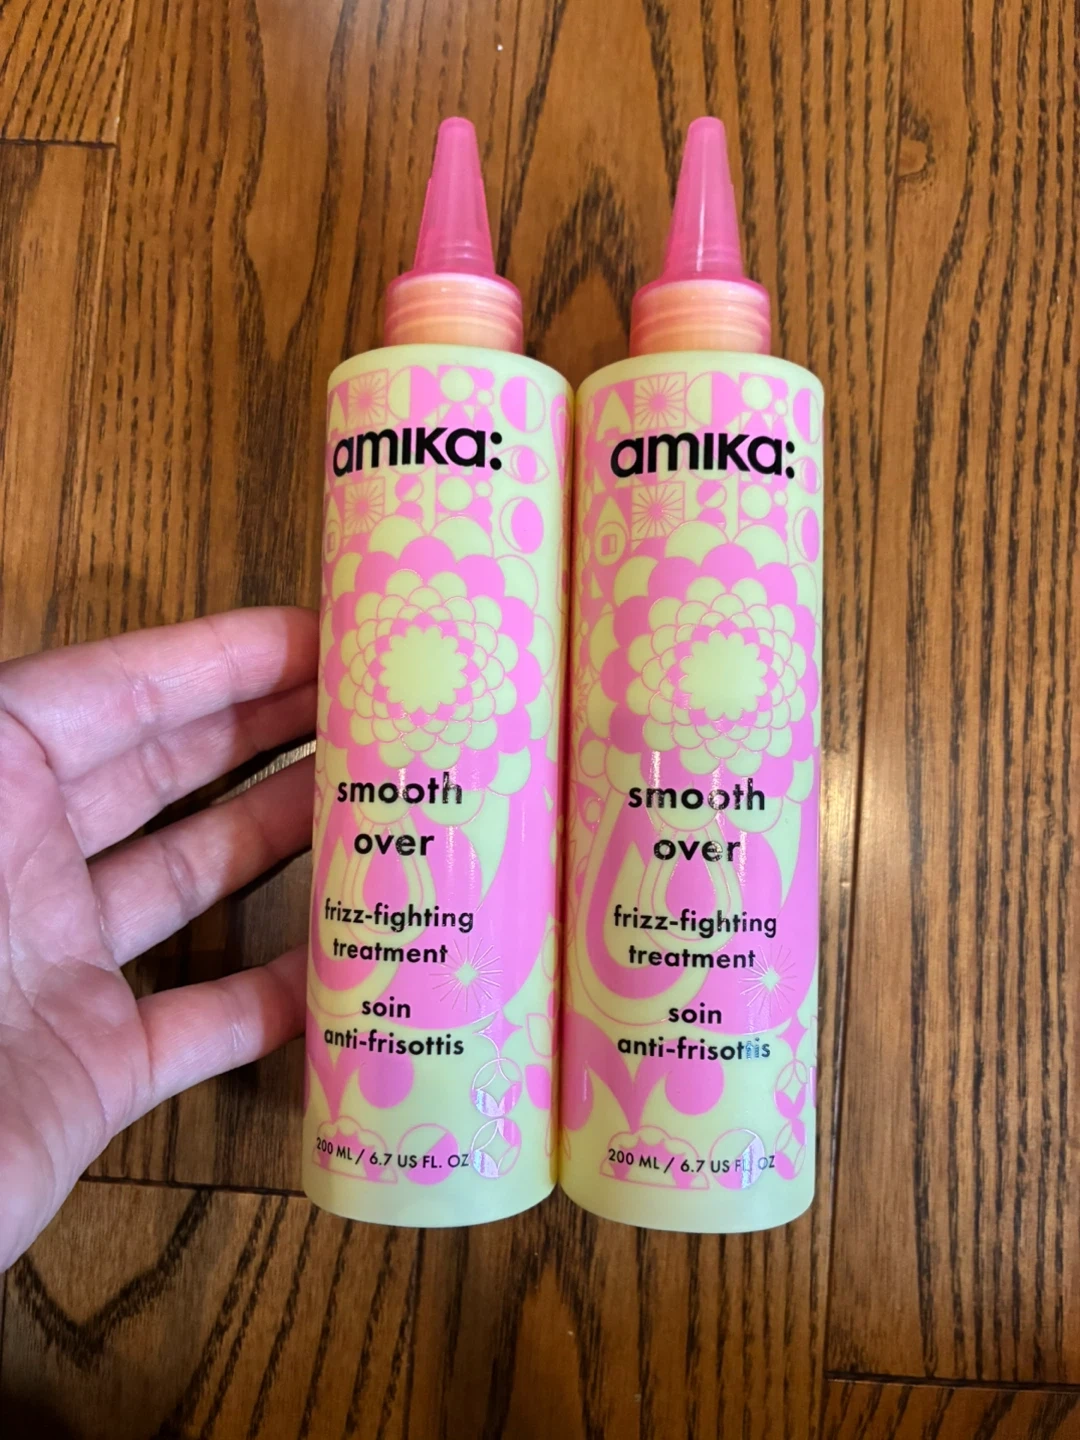 amika:
smooth
over
frizz-fighting
treatment
soin
anti-frisottis
200 ML / 6.7 US FL. OZ
amika:
smooth
over
frizz-fighting
treatment
soin
anti-frisottis
200 ML / 6.7 US FL. OZ